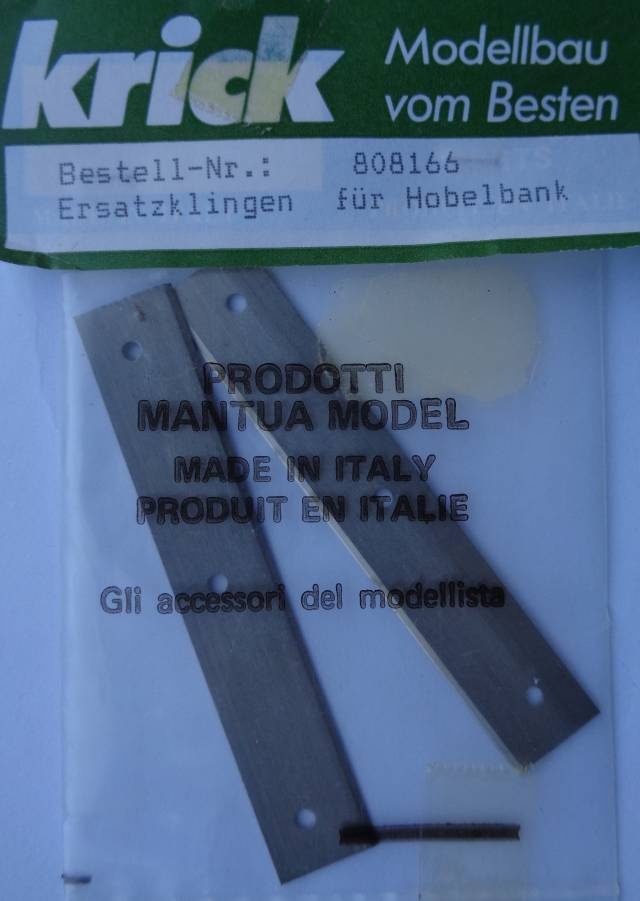 krick
Modellbau
vom Besten
Bestell-Nr.: 808166
Ersatzklingen für Hobelbank
PRODOTTI
MANTUA MODEL
MADE IN ITALY
PRODUIT EN ITALIE
Gli accessori del modellista